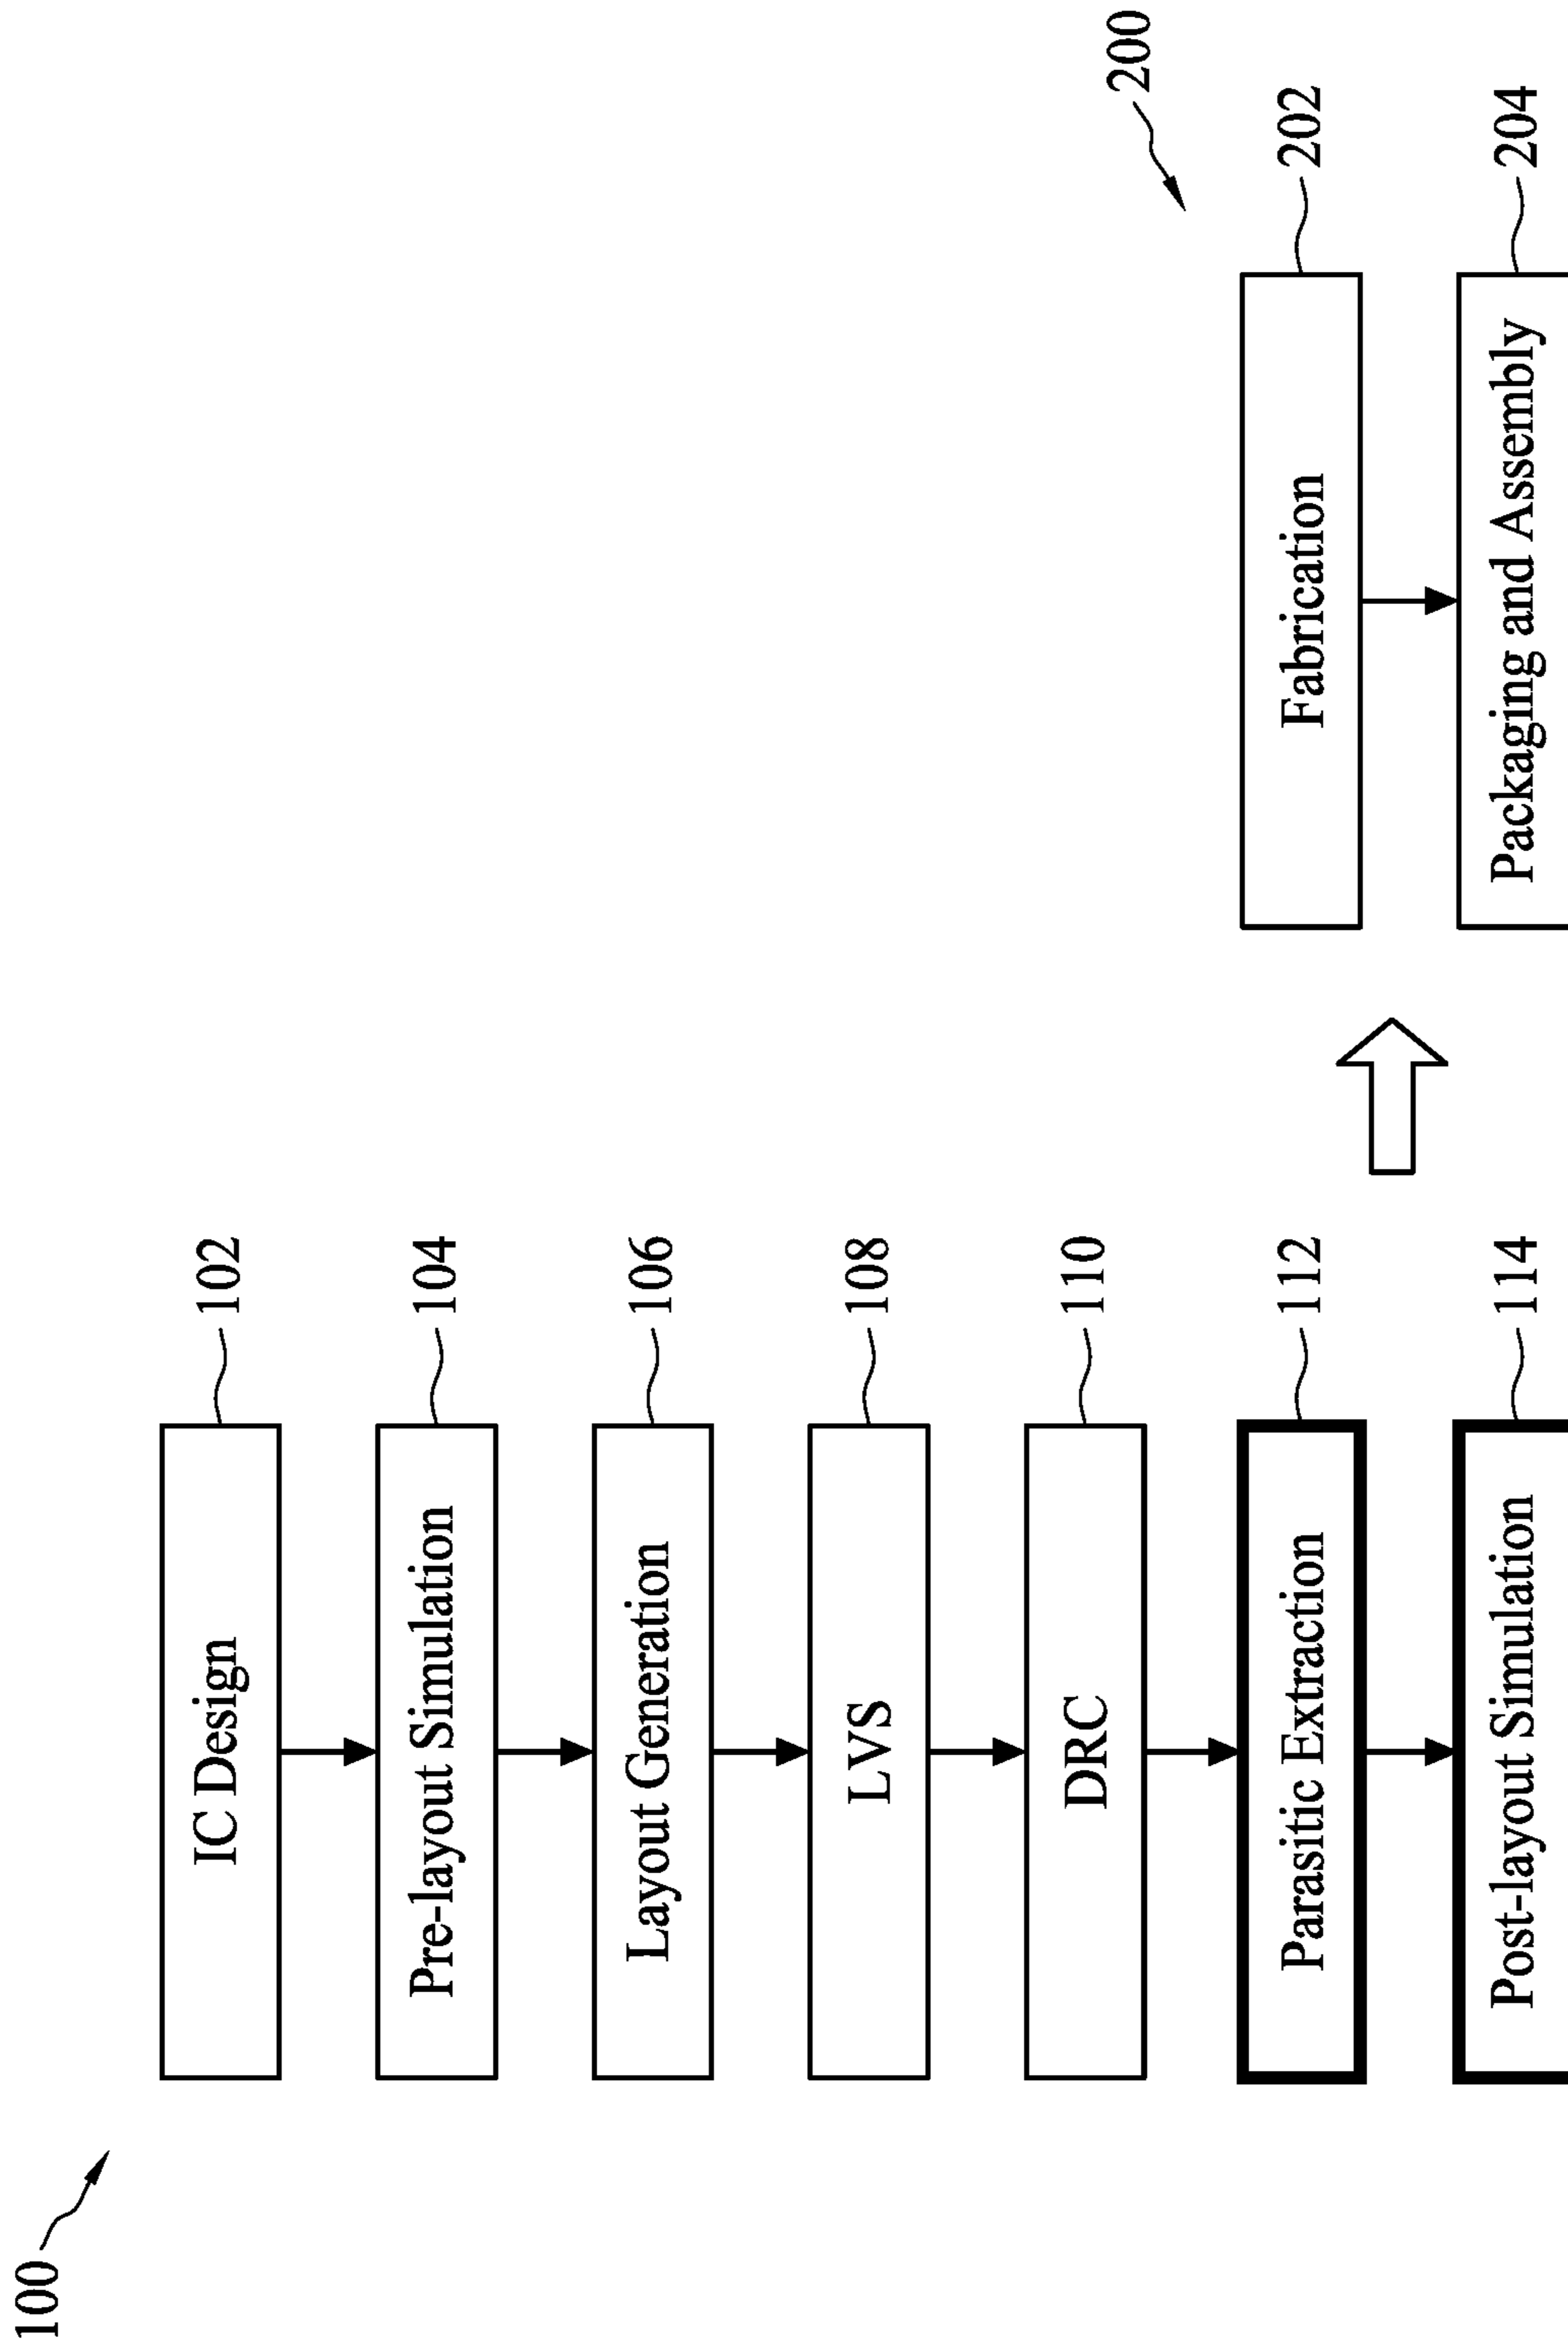 100
IC Design
102
Pre-layout Simulation
104
Layout Generation
106
LVS
108
DRC
110
Parasitic Extraction
112
Post-layout Simulation
114
200
Fabrication
202
Packaging and Assembly
204